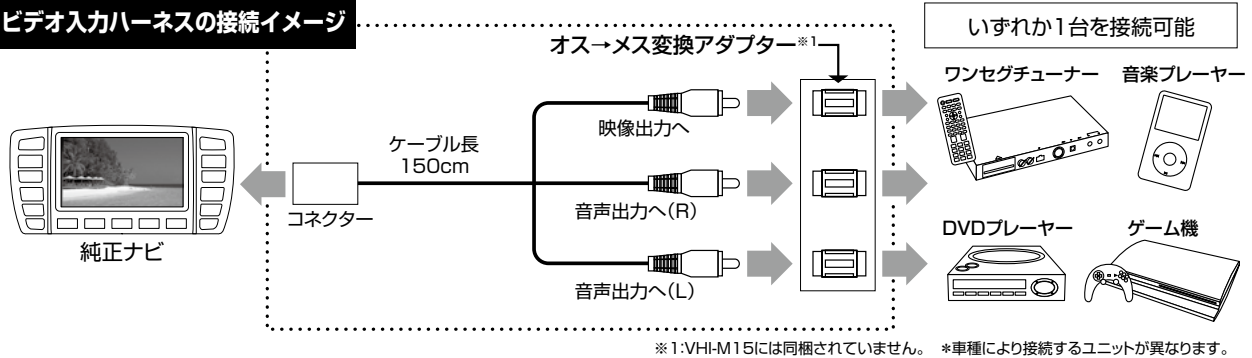 ビデオ入力ハーネスの接続イメージ
オス→メス変換アダプター※1
いずれか1台を接続可能
ワンセグチューナー
音楽プレーヤー
映像出力へ
ケーブル長
150cm
コネクター
音声出力へ(R)
純正ナビ
DVDプレーヤー
ゲーム機
音声出力へ(L)
※1:VHI-M15には同梱されていません。 *車種により接続するユニットが異なります。